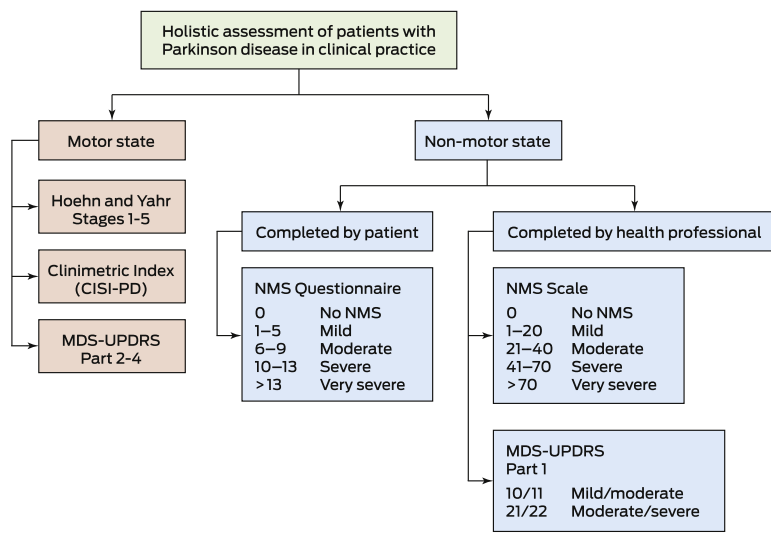 Holistic assessment of patients with
Parkinson disease in clinical practice
Motor state
Hoehn and Yahr
Stages 1-5
Clinimetric Index
(CISI-PD)
MDS-UPDRS
Part 2-4
Non-motor state
Completed by patient
NMS Questionnaire
0 No NMS
1–5 Mild
6–9 Moderate
10–13 Severe
>13 Very severe
Completed by health professional
NMS Scale
0 No NMS
1–20 Mild
21–40 Moderate
41–70 Severe
>70 Very severe
MDS-UPDRS
Part 1
10/11 Mild/moderate
21/22 Moderate/severe